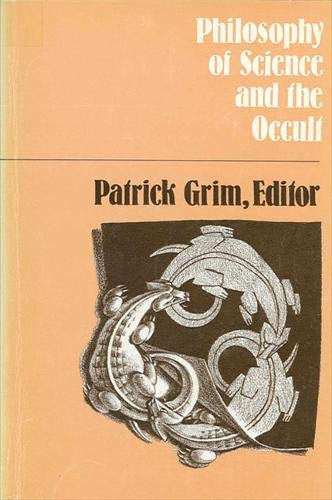 Philosophy
of Science
and the
Occult
Patrick Grim, Editor